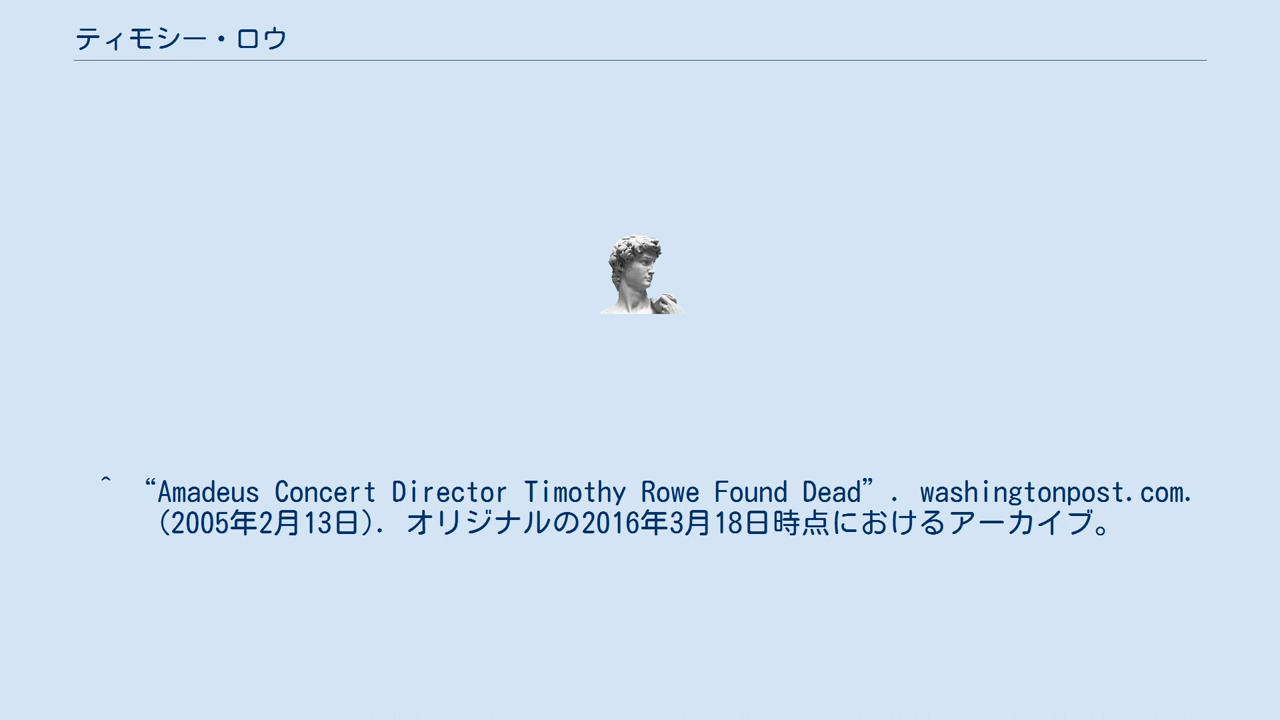 ティモシー・ロウ
^ “Amadeus Concert Director Timothy Rowe Found Dead”. washingtonpost.com.
(2005年2月13日). オリジナルの2016年3月18日時点におけるアーカイブ。